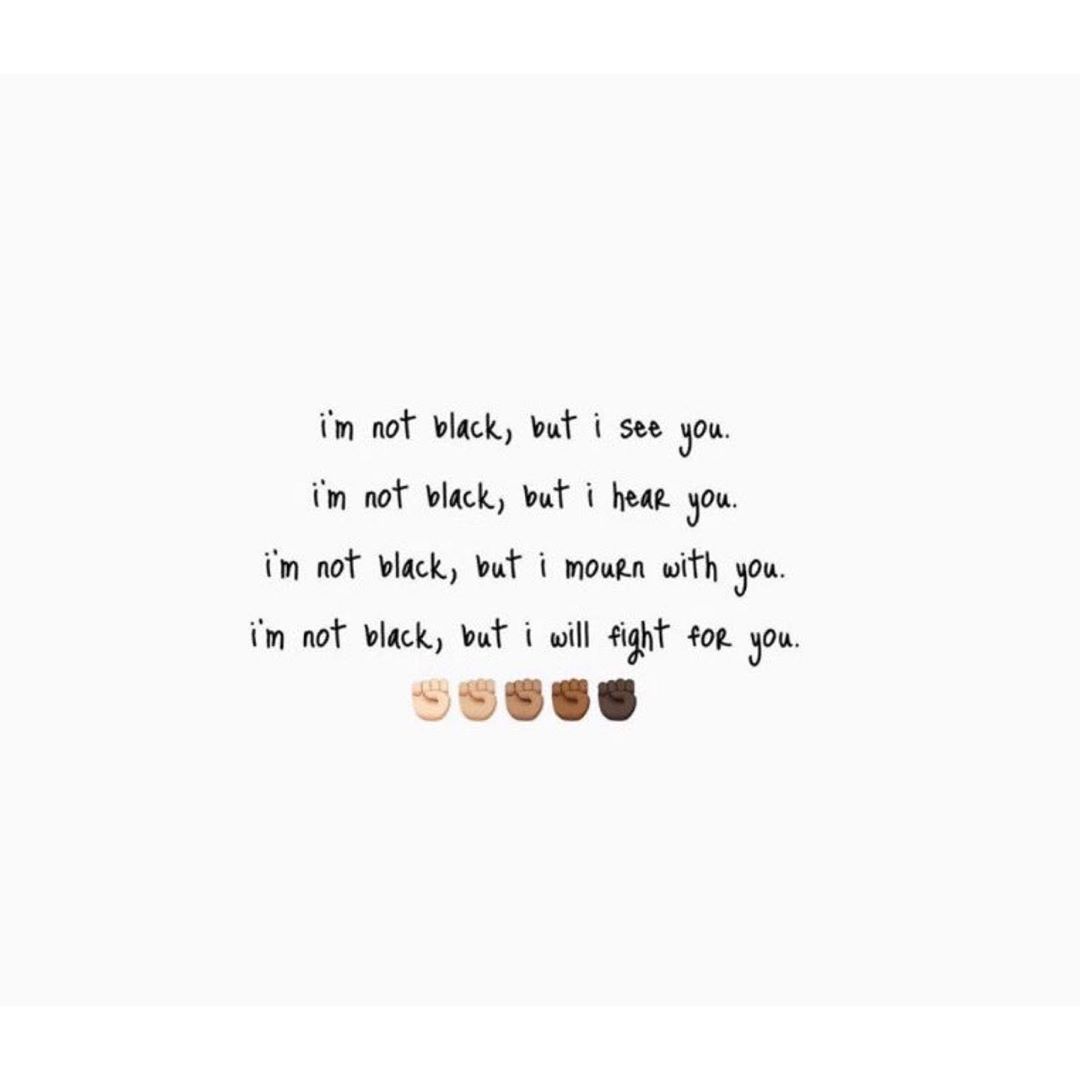 i'm not black, but i see you.
i'm not black, but i hear you.
i'm not black, but i mourn with you.
i'm not black, but i will fight for you.
✊🏻✊🏼✊🏽✊🏾✊🏿